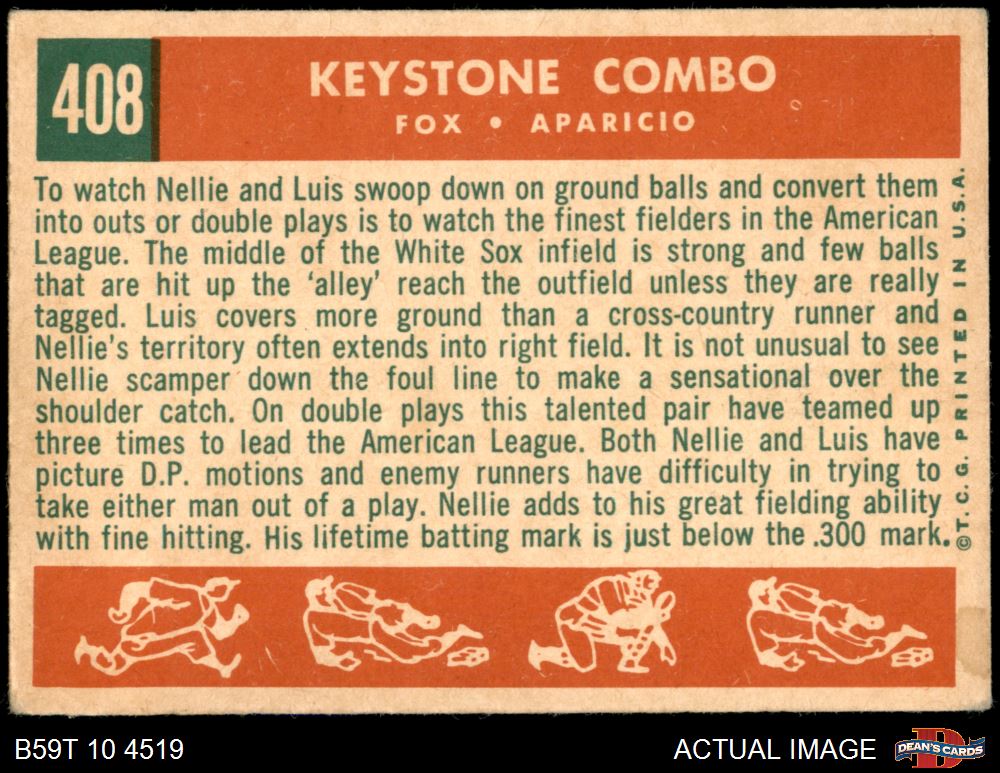 408
KEYSTONE COMBO
FOX • APARICIO
To watch Nellie and Luis swoop down on ground balls and convert them
into outs or double plays is to watch the finest fielders in the American
League. The middle of the White Sox infield is strong and few balls
that are hit up the ‘alley’ reach the outfield unless they are really
tagged. Luis covers more ground than a cross-country runner and
Nellie's territory often extends into right field. It is not unusual to see
Nellie scamper down the foul line to make a sensational over the
shoulder catch. On double plays this talented pair have teamed up
three times to lead the American League. Both Nellie and Luis have
picture D.P. motions and enemy runners have difficulty in trying to
take either man out of a play. Nellie adds to his great fielding ability
with fine hitting. His lifetime batting mark is just below the .300 mark.
© T. C. G. PRINTED IN U.S.A.
B59T 10 4519
ACTUAL IMAGE
D
DEAN'S CARDS